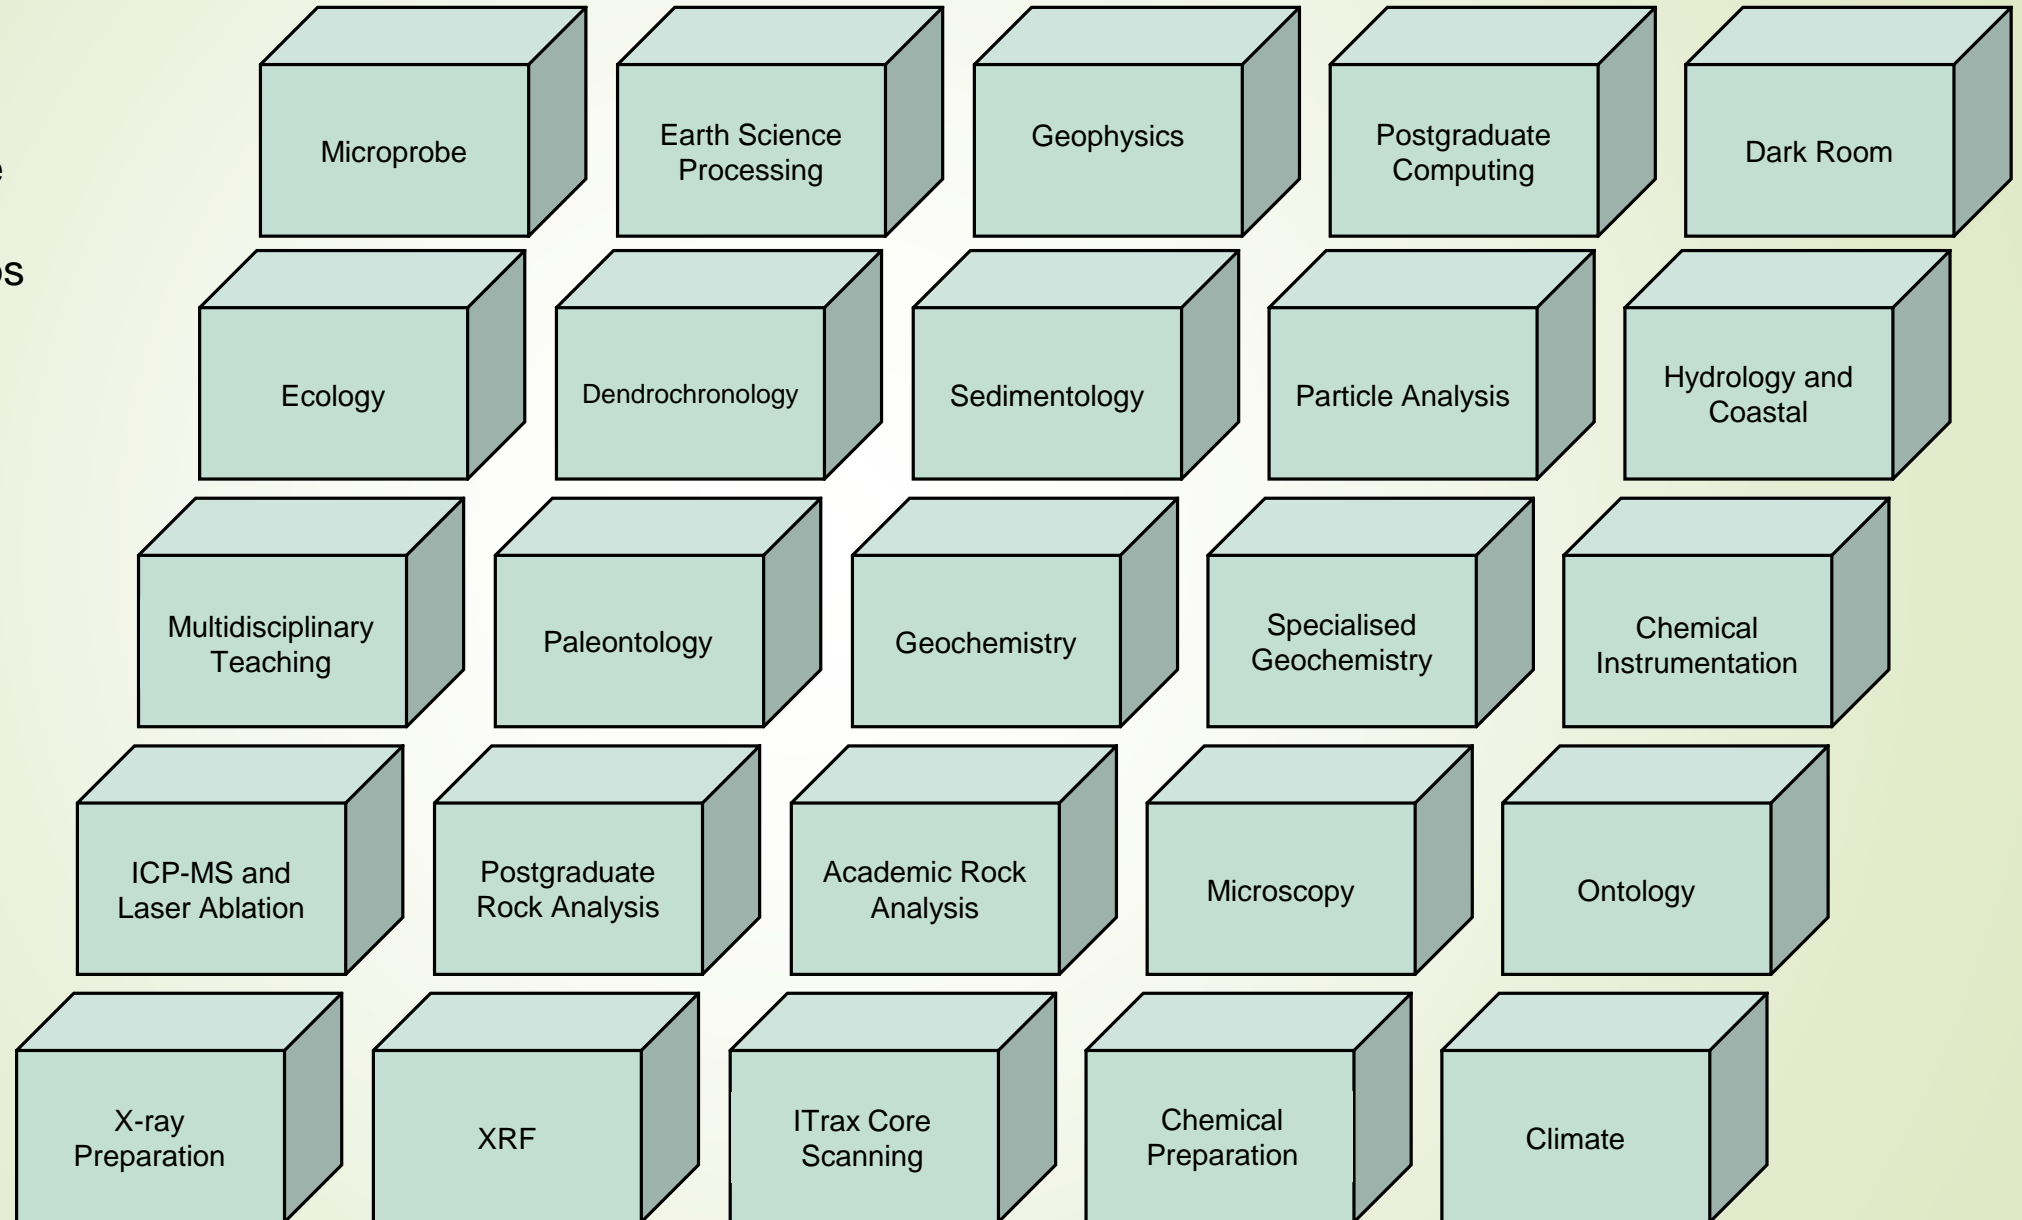 Microprobe
Earth Science
Processing
Geophysics
Postgraduate
Computing
Dark Room
Ecology
Dendrochronology
Sedimentology
Particle Analysis
Hydrology and
Coastal
Multidisciplinary
Teaching
Paleontology
Geochemistry
Specialised
Geochemistry
Chemical
Instrumentation
ICP-MS and
Laser Ablation
Postgraduate
Rock Analysis
Academic Rock
Analysis
Microscopy
Ontology
X-ray
Preparation
XRF
ITrax Core
Scanning
Chemical
Preparation
Climate